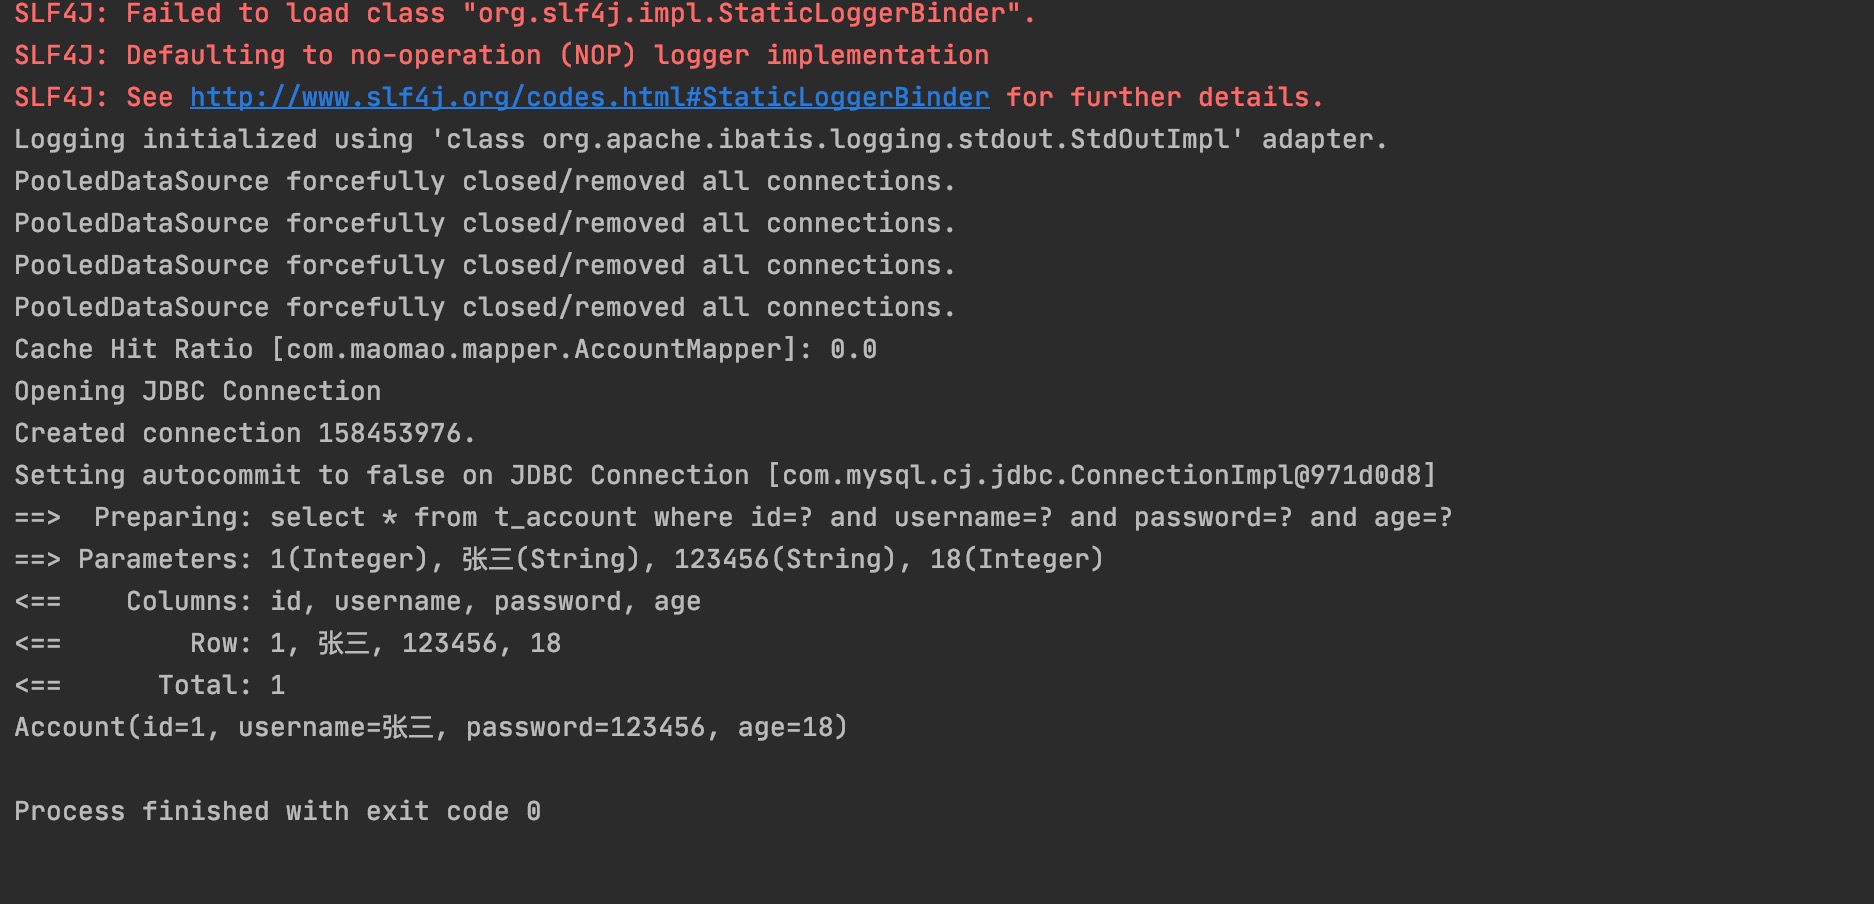 SLF4J: Failed to load class "org.slf4j.impl.StaticLoggerBinder".
SLF4J: Defaulting to no-operation (NOP) logger implementation
SLF4J: See http://www.slf4j.org/codes.html#StaticLoggerBinder for further details.
Logging initialized using 'class org.apache.ibatis.logging.stdout.StdOutImpl' adapter.
PooledDataSource forcefully closed/removed all connections.
PooledDataSource forcefully closed/removed all connections.
PooledDataSource forcefully closed/removed all connections.
PooledDataSource forcefully closed/removed all connections.
Cache Hit Ratio [com.maomao.mapper.AccountMapper]: 0.0
Opening JDBC Connection
Created connection 158453976.
Setting autocommit to false on JDBC Connection [com.mysql.cj.jdbc.ConnectionImpl@971d0d8]
==>  Preparing: select * from t_account where id=? and username=? and password=? and age=?
==> Parameters: 1(Integer), 张三(String), 123456(String), 18(Integer)
<==    Columns: id, username, password, age
<==        Row: 1, 张三, 123456, 18
<==      Total: 1
Account(id=1, username=张三, password=123456, age=18)
Process finished with exit code 0